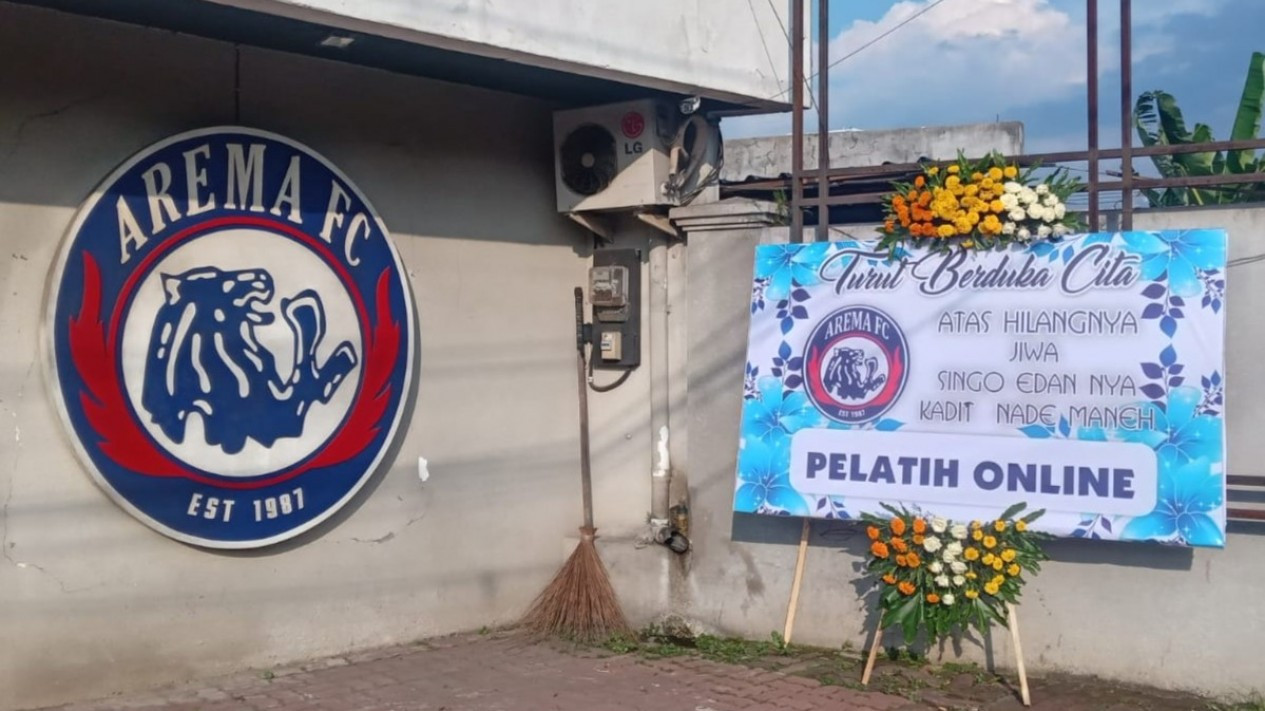 AREMA FC
EST 1987
LG
Turut Berduka Cita
AREMA FC
EST 1987
ATAS HILANGNYA
JIWA
SINGO EDAN NYA
KADIT NADE MANEH
PELATIH ONLINE